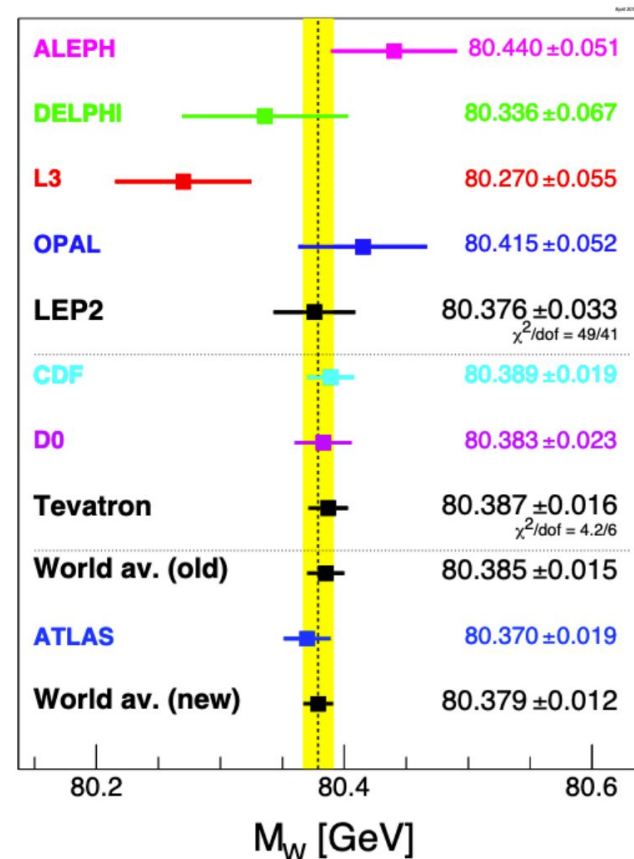 ALEPH 80.440 ±0.051
DELPHI 80.336 ±0.067
L3 80.270 ±0.055
OPAL 80.415 ±0.052
LEP2 80.376 ±0.033
χ²/dof = 49/41
CDF 80.389 ±0.019
D0 80.383 ±0.023
Tevatron 80.387 ±0.016
χ²/dof = 4.2/6
World av. (old) 80.385 ±0.015
ATLAS 80.370 ±0.019
World av. (new) 80.379 ±0.012
80.2 80.4 80.6
M_W [GeV]